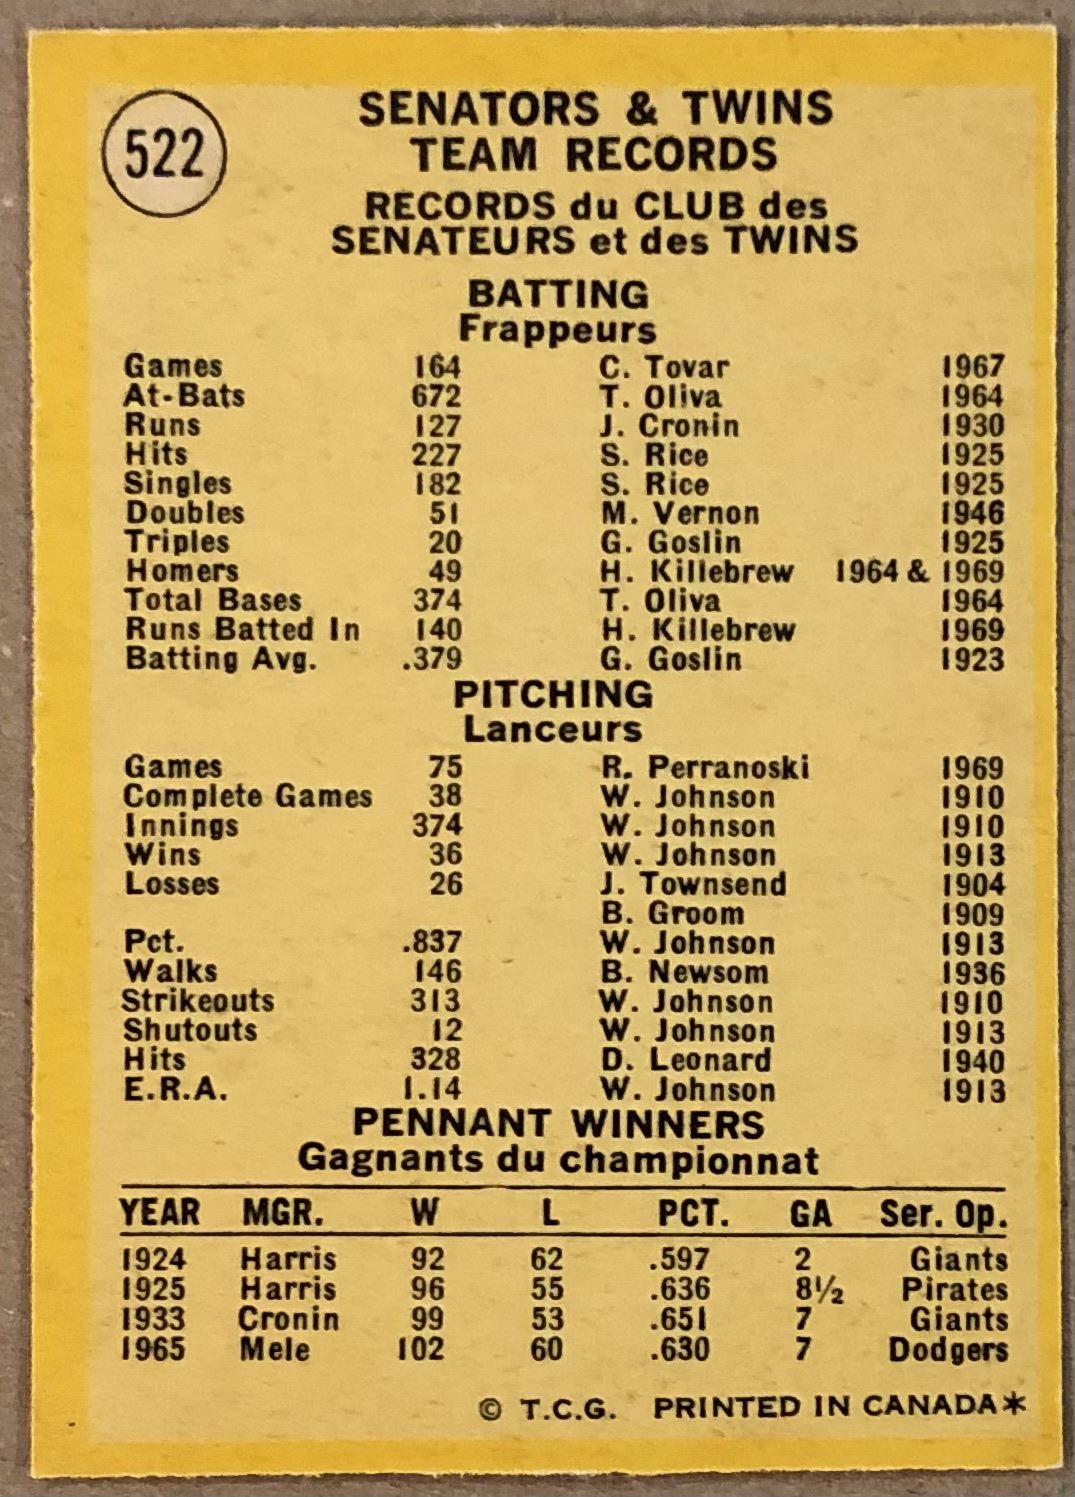 522
SENATORS & TWINS
TEAM RECORDS
RECORDS du CLUB des
SENATEURS et des TWINS
BATTING
Frappeurs
Games 164 C. Tovar 1967
At-Bats 672 T. Oliva 1964
Runs 127 J. Cronin 1930
Hits 227 S. Rice 1925
Singles 182 S. Rice 1925
Doubles 51 M. Vernon 1946
Triples 20 G. Goslin 1925
Homers 49 H. Killebrew 1964 & 1969
Total Bases 374 T. Oliva 1964
Runs Batted In 140 H. Killebrew 1969
Batting Avg. .379 G. Goslin 1923
PITCHING
Lanceurs
Games 75 R. Perranoski 1969
Complete Games 38 W. Johnson 1910
Innings 374 W. Johnson 1910
Wins 36 W. Johnson 1913
Losses 26 J. Townsend 1904
B. Groom 1909
Pct. .837 W. Johnson 1913
Walks 146 B. Newsom 1936
Strikeouts 313 W. Johnson 1910
Shutouts 12 W. Johnson 1913
Hits 328 D. Leonard 1940
E.R.A. 1.14 W. Johnson 1913
PENNANT WINNERS
Gagnants du championnat
YEAR MGR. W L PCT. GA Ser. Op.
1924 Harris 92 62 .597 2 Giants
1925 Harris 96 55 .636 8½ Pirates
1933 Cronin 99 53 .651 7 Giants
1965 Mele 102 60 .630 7 Dodgers
© T.C.G. PRINTED IN CANADA*